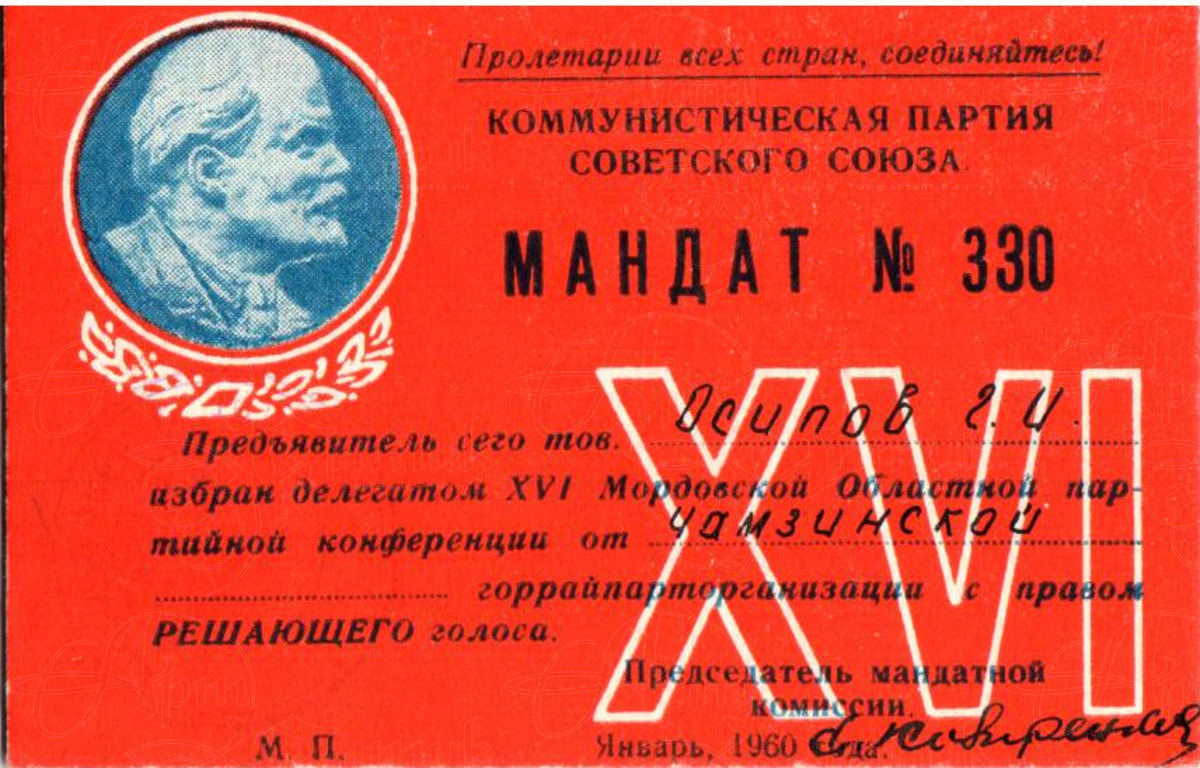 Пролетарии всех стран, соединяйтесь!
КОММУНИСТИЧЕСКАЯ ПАРТИЯ
СОВЕТСКОГО СОЮЗА.
МАНДАТ № 330
XVI
Предъявитель сего тов. Осипов Г.И.
избран делегатом XVI Мордовской Областной пар-
тийной конференции от Чамзинской
горрайпарторганизации с правом
РЕШАЮЩЕГО голоса.
Председатель мандатной
комиссии.
М. П. Январь, 1960 года.